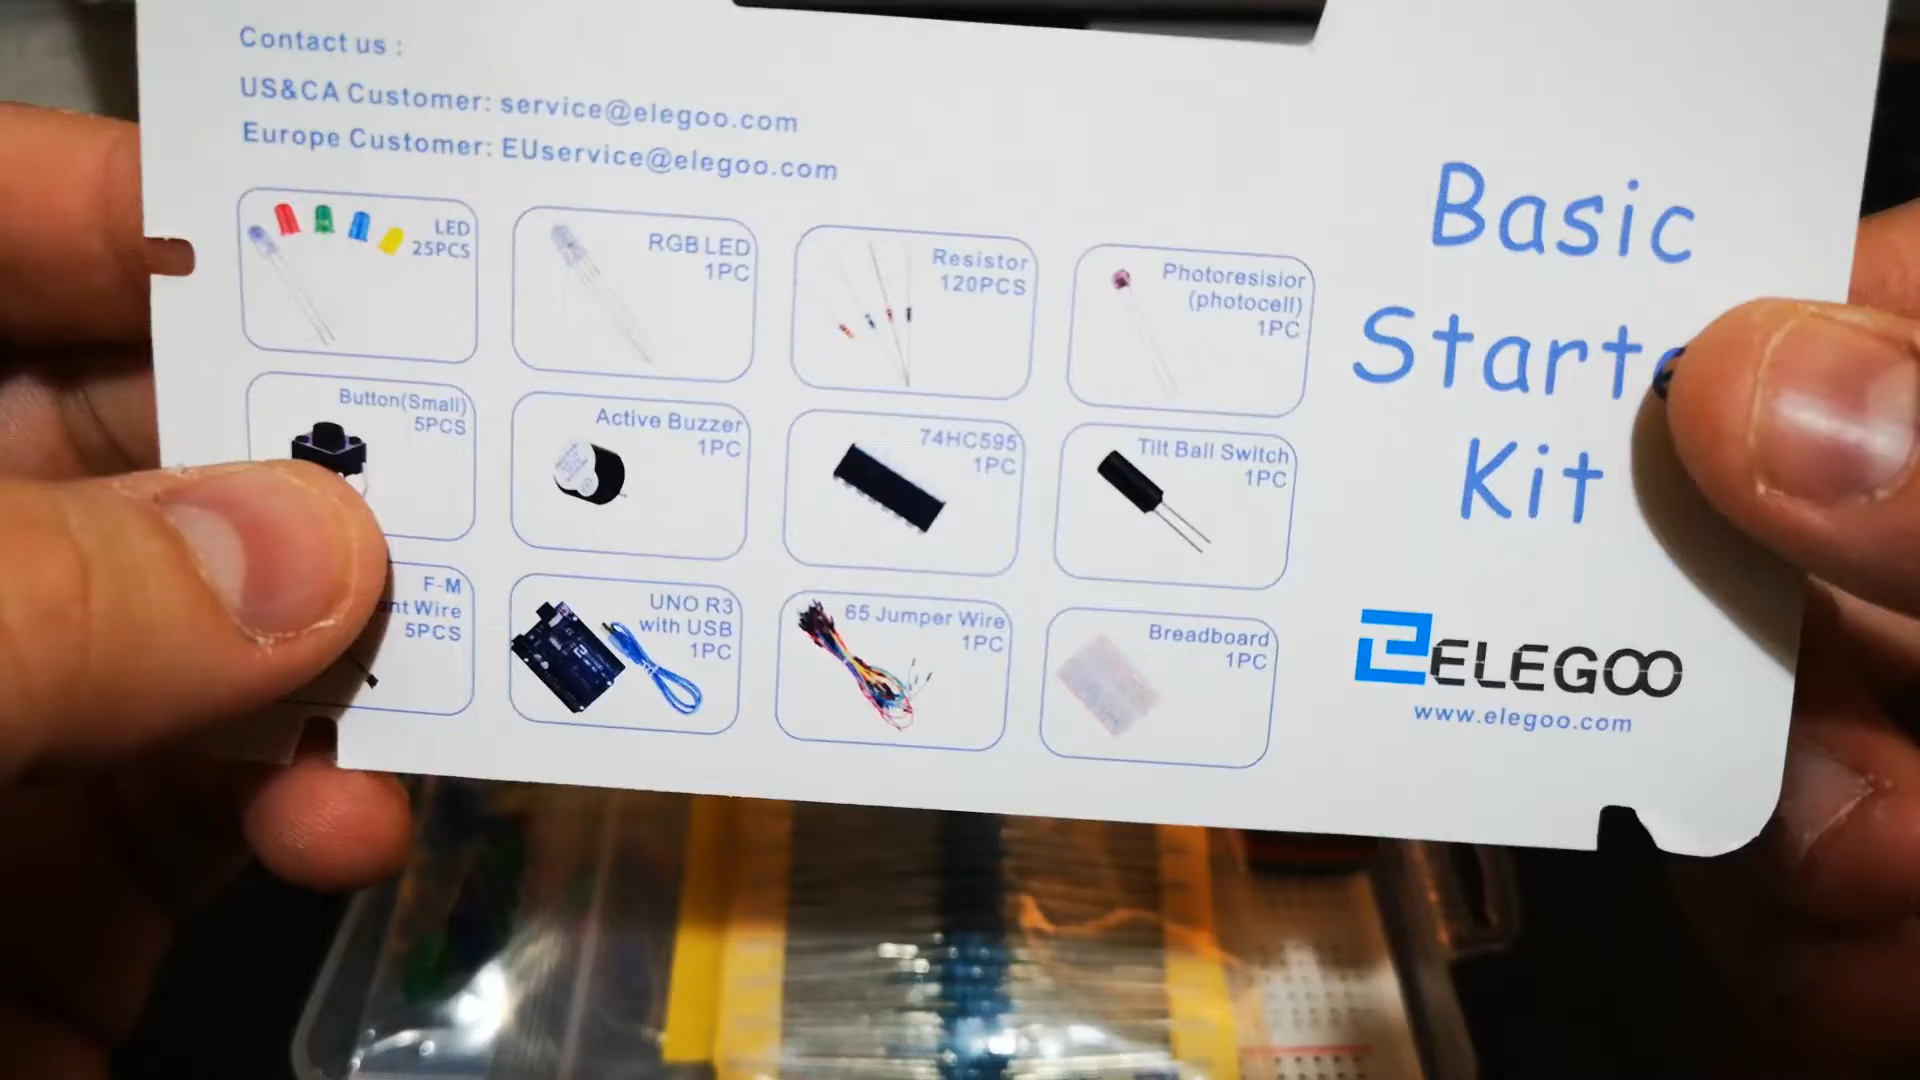 Contact us :
US&CA Customer: service@elegoo.com
Europe Customer: EUservice@elegoo.com
LED
25PCS
RGB LED
1PC
Resistor
120PCS
Photoresisior
(photocell)
1PC
Button(Small)
5PCS
Active Buzzer
1PC
74HC595
1PC
Tilt Ball Switch
1PC
F-M
Wire
5PCS
UNO R3
with USB
1PC
65 Jumper Wire
1PC
Breadboard
1PC
Basic
Starte
Kit
ELEGOO
www.elegoo.com